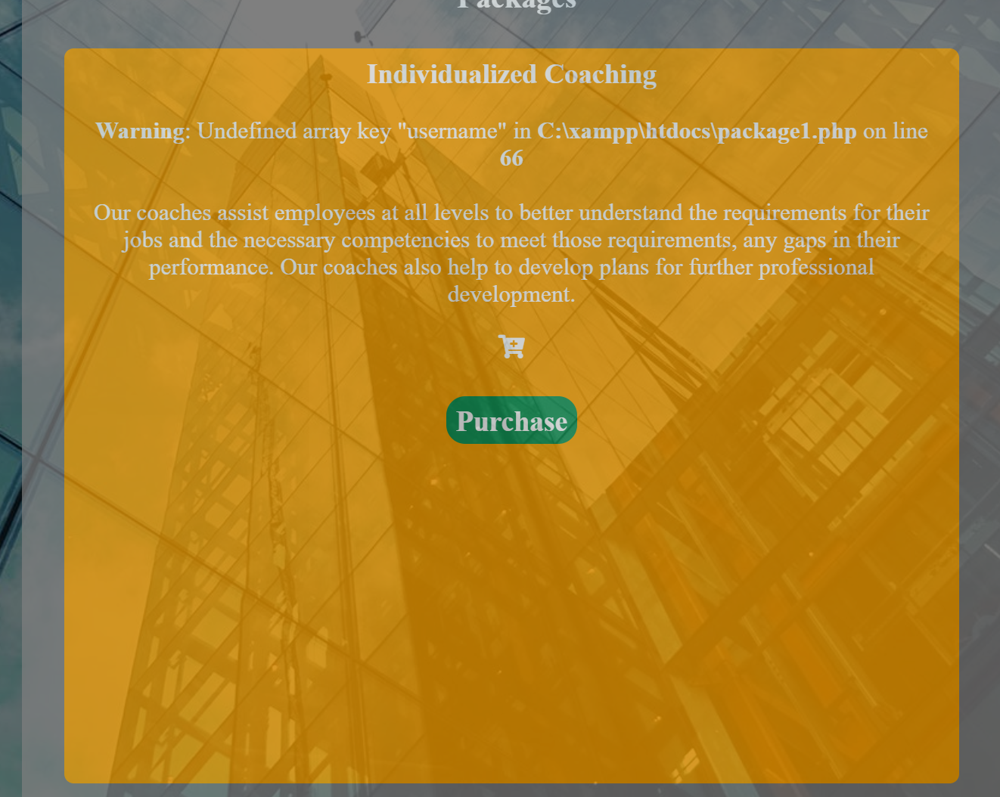 Packages
Individualized Coaching
Warning: Undefined array key "username" in C:\xampp\htdocs\package1.php on line
66
Our coaches assist employees at all levels to better understand the requirements for their
jobs and the necessary competencies to meet those requirements, any gaps in their
performance. Our coaches also help to develop plans for further professional
development.
Purchase